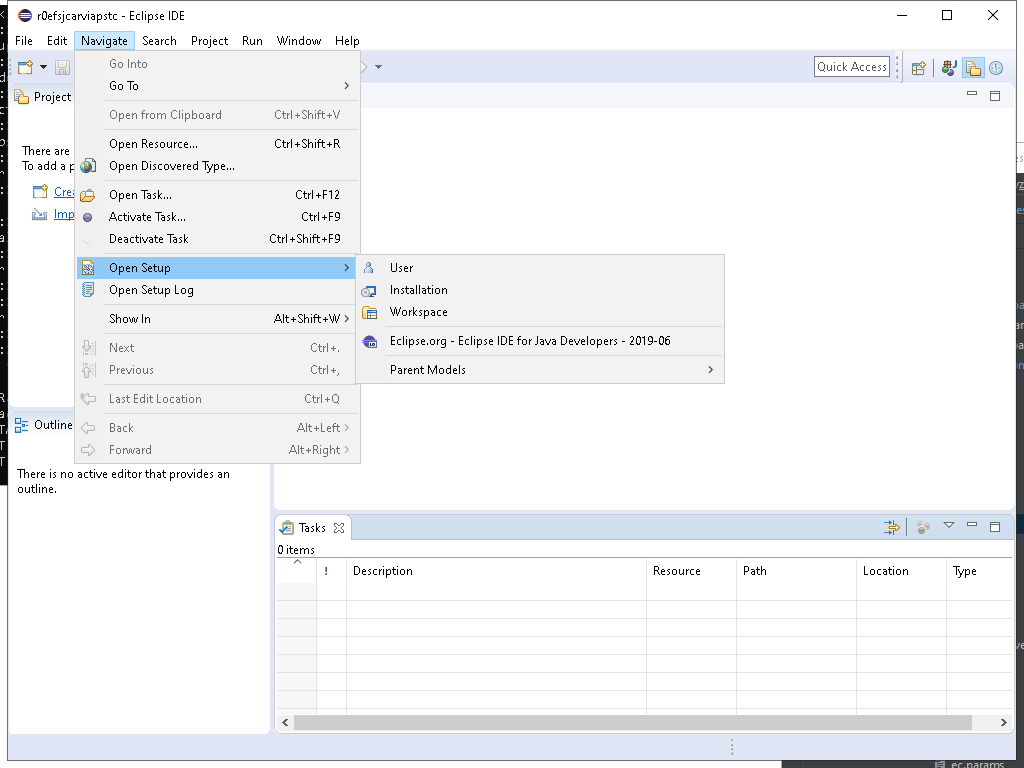 r0efsjcarviapstc - Eclipse IDE
File Edit Navigate Search Project Run Window Help
Quick Access
Project
There are
To add a
Crea
Imp
Go Into
Go To
Open from Clipboard Ctrl+Shift+V
Open Resource... Ctrl+Shift+R
Open Discovered Type...
Open Task... Ctrl+F12
Activate Task... Ctrl+F9
Deactivate Task Ctrl+Shift+F9
Open Setup
Open Setup Log
Show In Alt+Shift+W
Next Ctrl+.
Previous Ctrl+,
Last Edit Location Ctrl+Q
Back Alt+Left
Forward Alt+Right
User
Installation
Workspace
Eclipse.org - Eclipse IDE for Java Developers - 2019-06
Parent Models
Outline
There is no active editor that provides an
outline.
Tasks
0 items
! Description Resource Path Location Type
ec.params